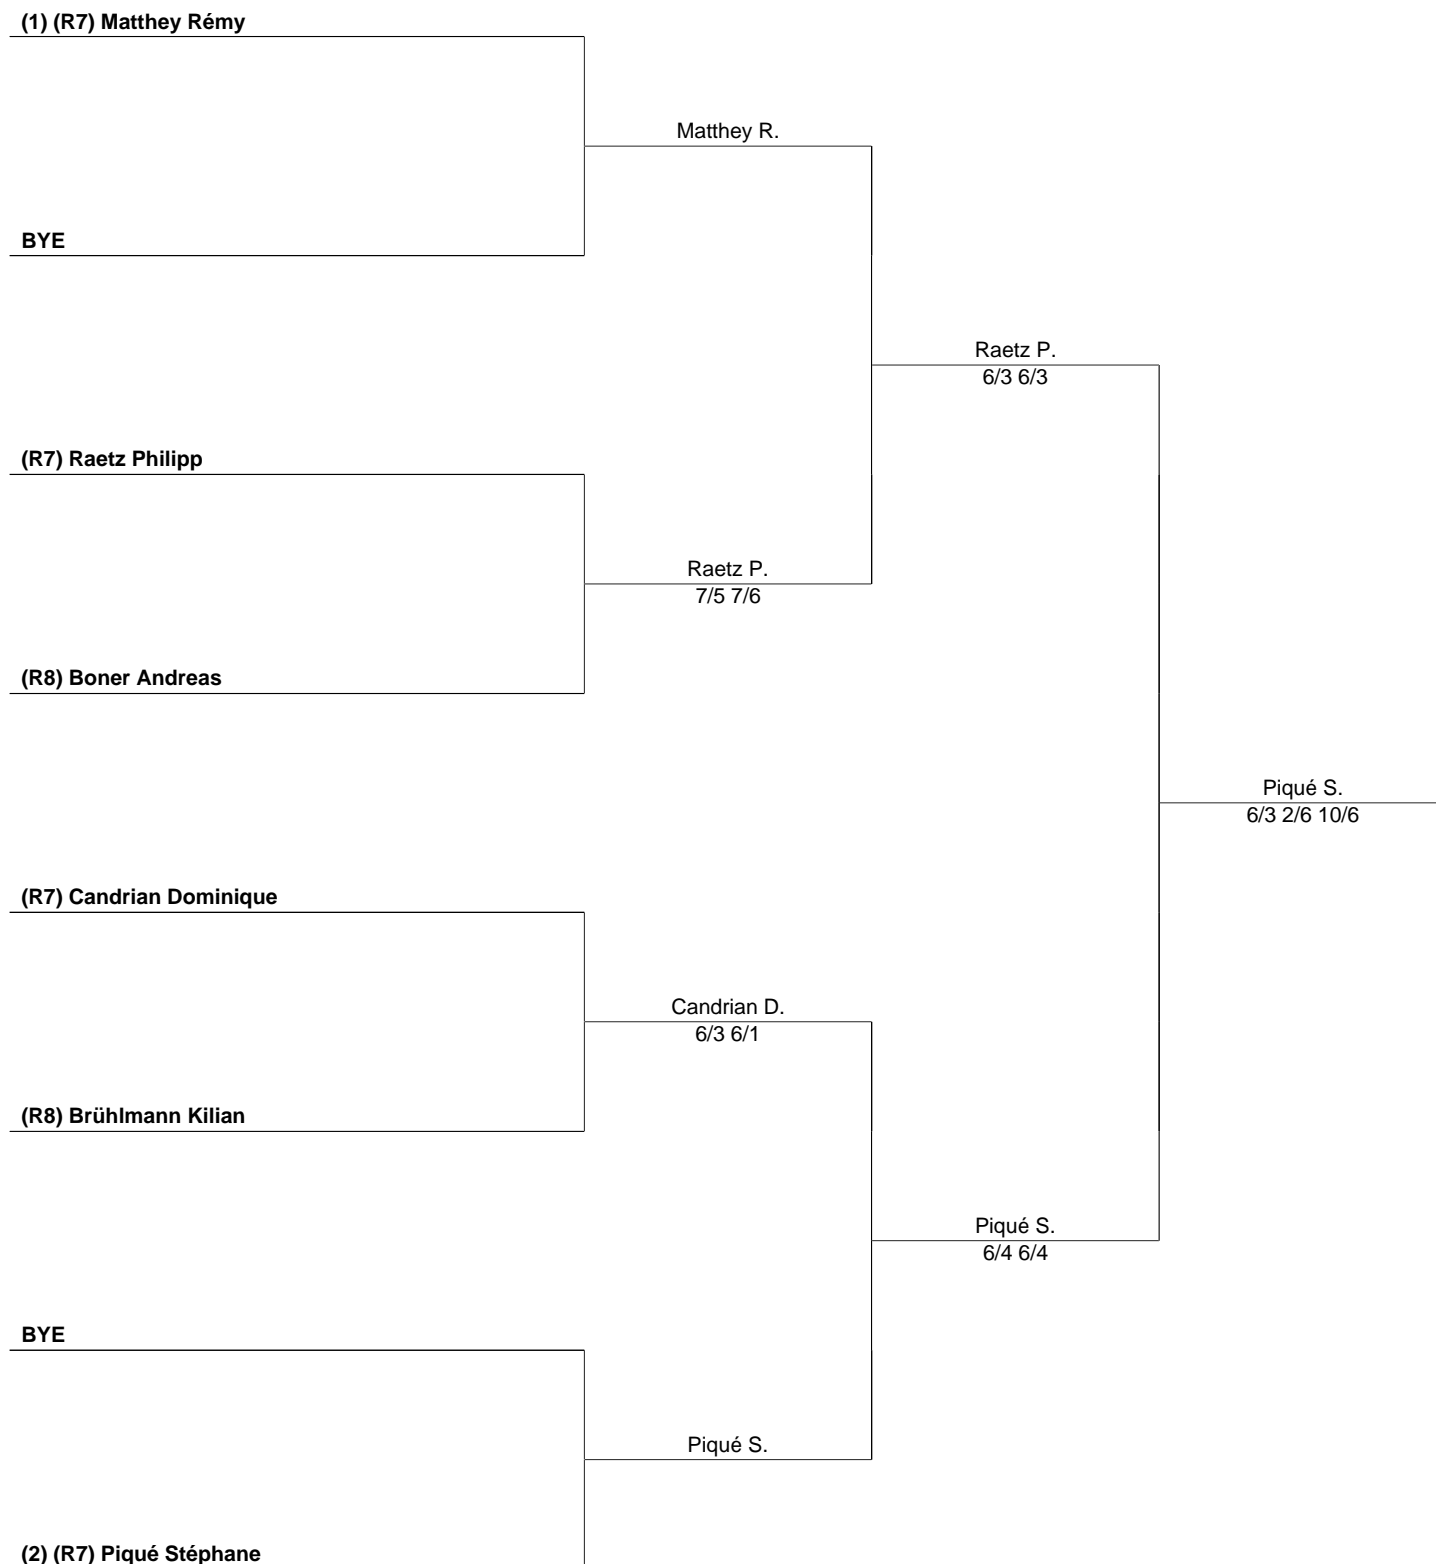 (1) (R7) Matthey Rémy
Matthey R.
BYE
Raetz P.
6/3 6/3
(R7) Raetz Philipp
Raetz P.
7/5 7/6
(R8) Boner Andreas
Piqué S.
6/3 2/6 10/6
(R7) Candrian Dominique
Candrian D.
6/3 6/1
(R8) Brühlmann Kilian
Piqué S.
6/4 6/4
BYE
Piqué S.
(2) (R7) Piqué Stéphane